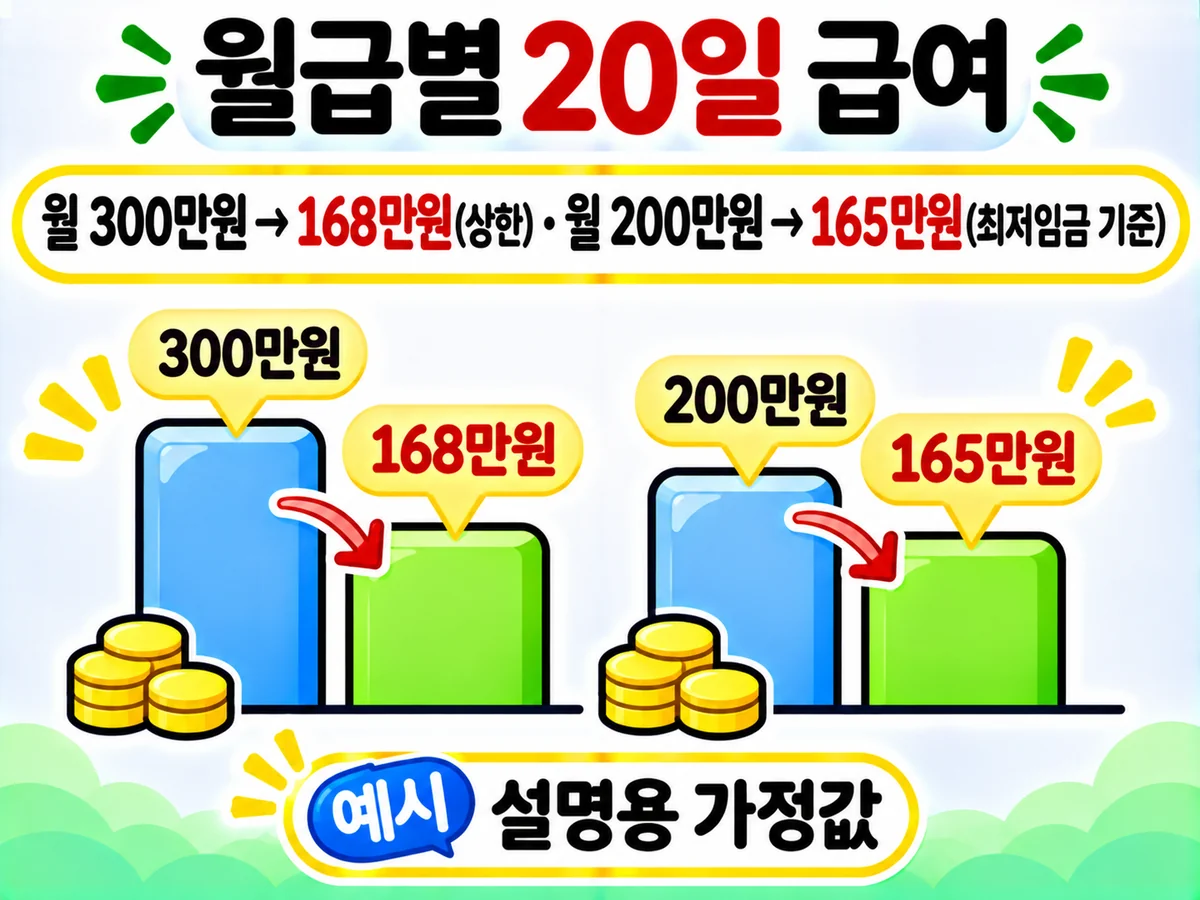 월급별 20일 급여
월 300만원 → 168만원(상한) · 월 200만원 → 165만원(최저임금 기준)
300만원
168만원
200만원
165만원
예시 설명용 가정값